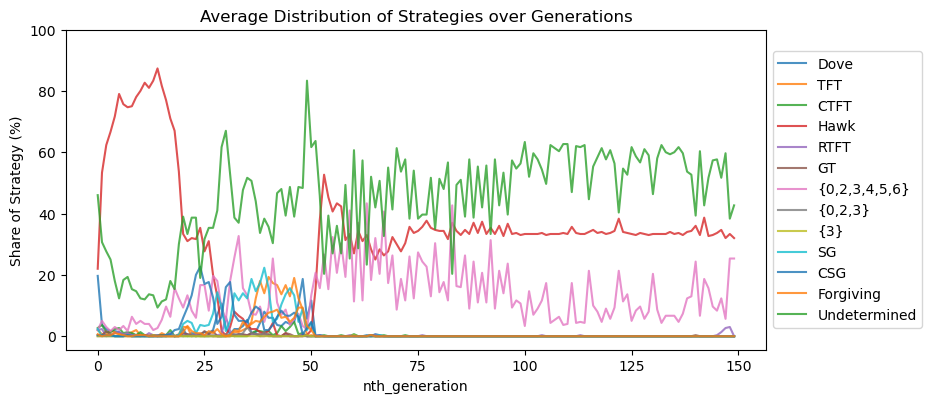 Average Distribution of Strategies over Generations
Share of Strategy (%)
100
80
60
40
20
0
0
25
50
75
100
125
150
nth_generation
Dove
TFT
CTFT
Hawk
RTFT
GT
{0,2,3,4,5,6}
{0,2,3}
{3}
SG
CSG
Forgiving
Undetermined